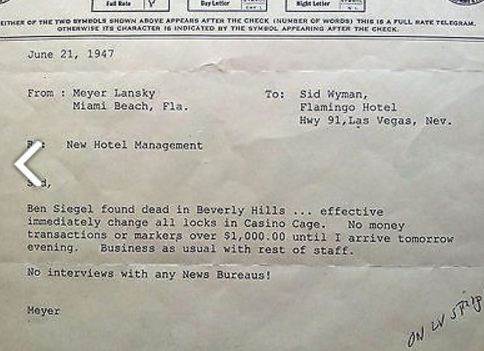 Full Rate
Day Letter
Night Letter
EITHER OF THE TWO SYMBOLS SHOWN ABOVE APPEARS AFTER THE CHECK (NUMBER OF WORDS) THIS IS A FULL RATE TELEGRAM.
OTHERWISE ITS CHARACTER IS INDICATED BY THE SYMBOL APPEARING AFTER THE CHECK.
June 21, 1947
From : Meyer Lansky
Miami Beach, Fla.
To: Sid Wyman,
Flamingo Hotel
Hwy 91,Las Vegas, Nev.
New Hotel Management
Sid,
Ben Siegel found dead in Beverly Hills ... effective
immediately change all locks in Casino Cage. No money
transactions or markers over $1,000.00 until I arrive tomorrow
evening. Business as usual with rest of staff.
No interviews with any News Bureaus!
Meyer
ON LV STRIP